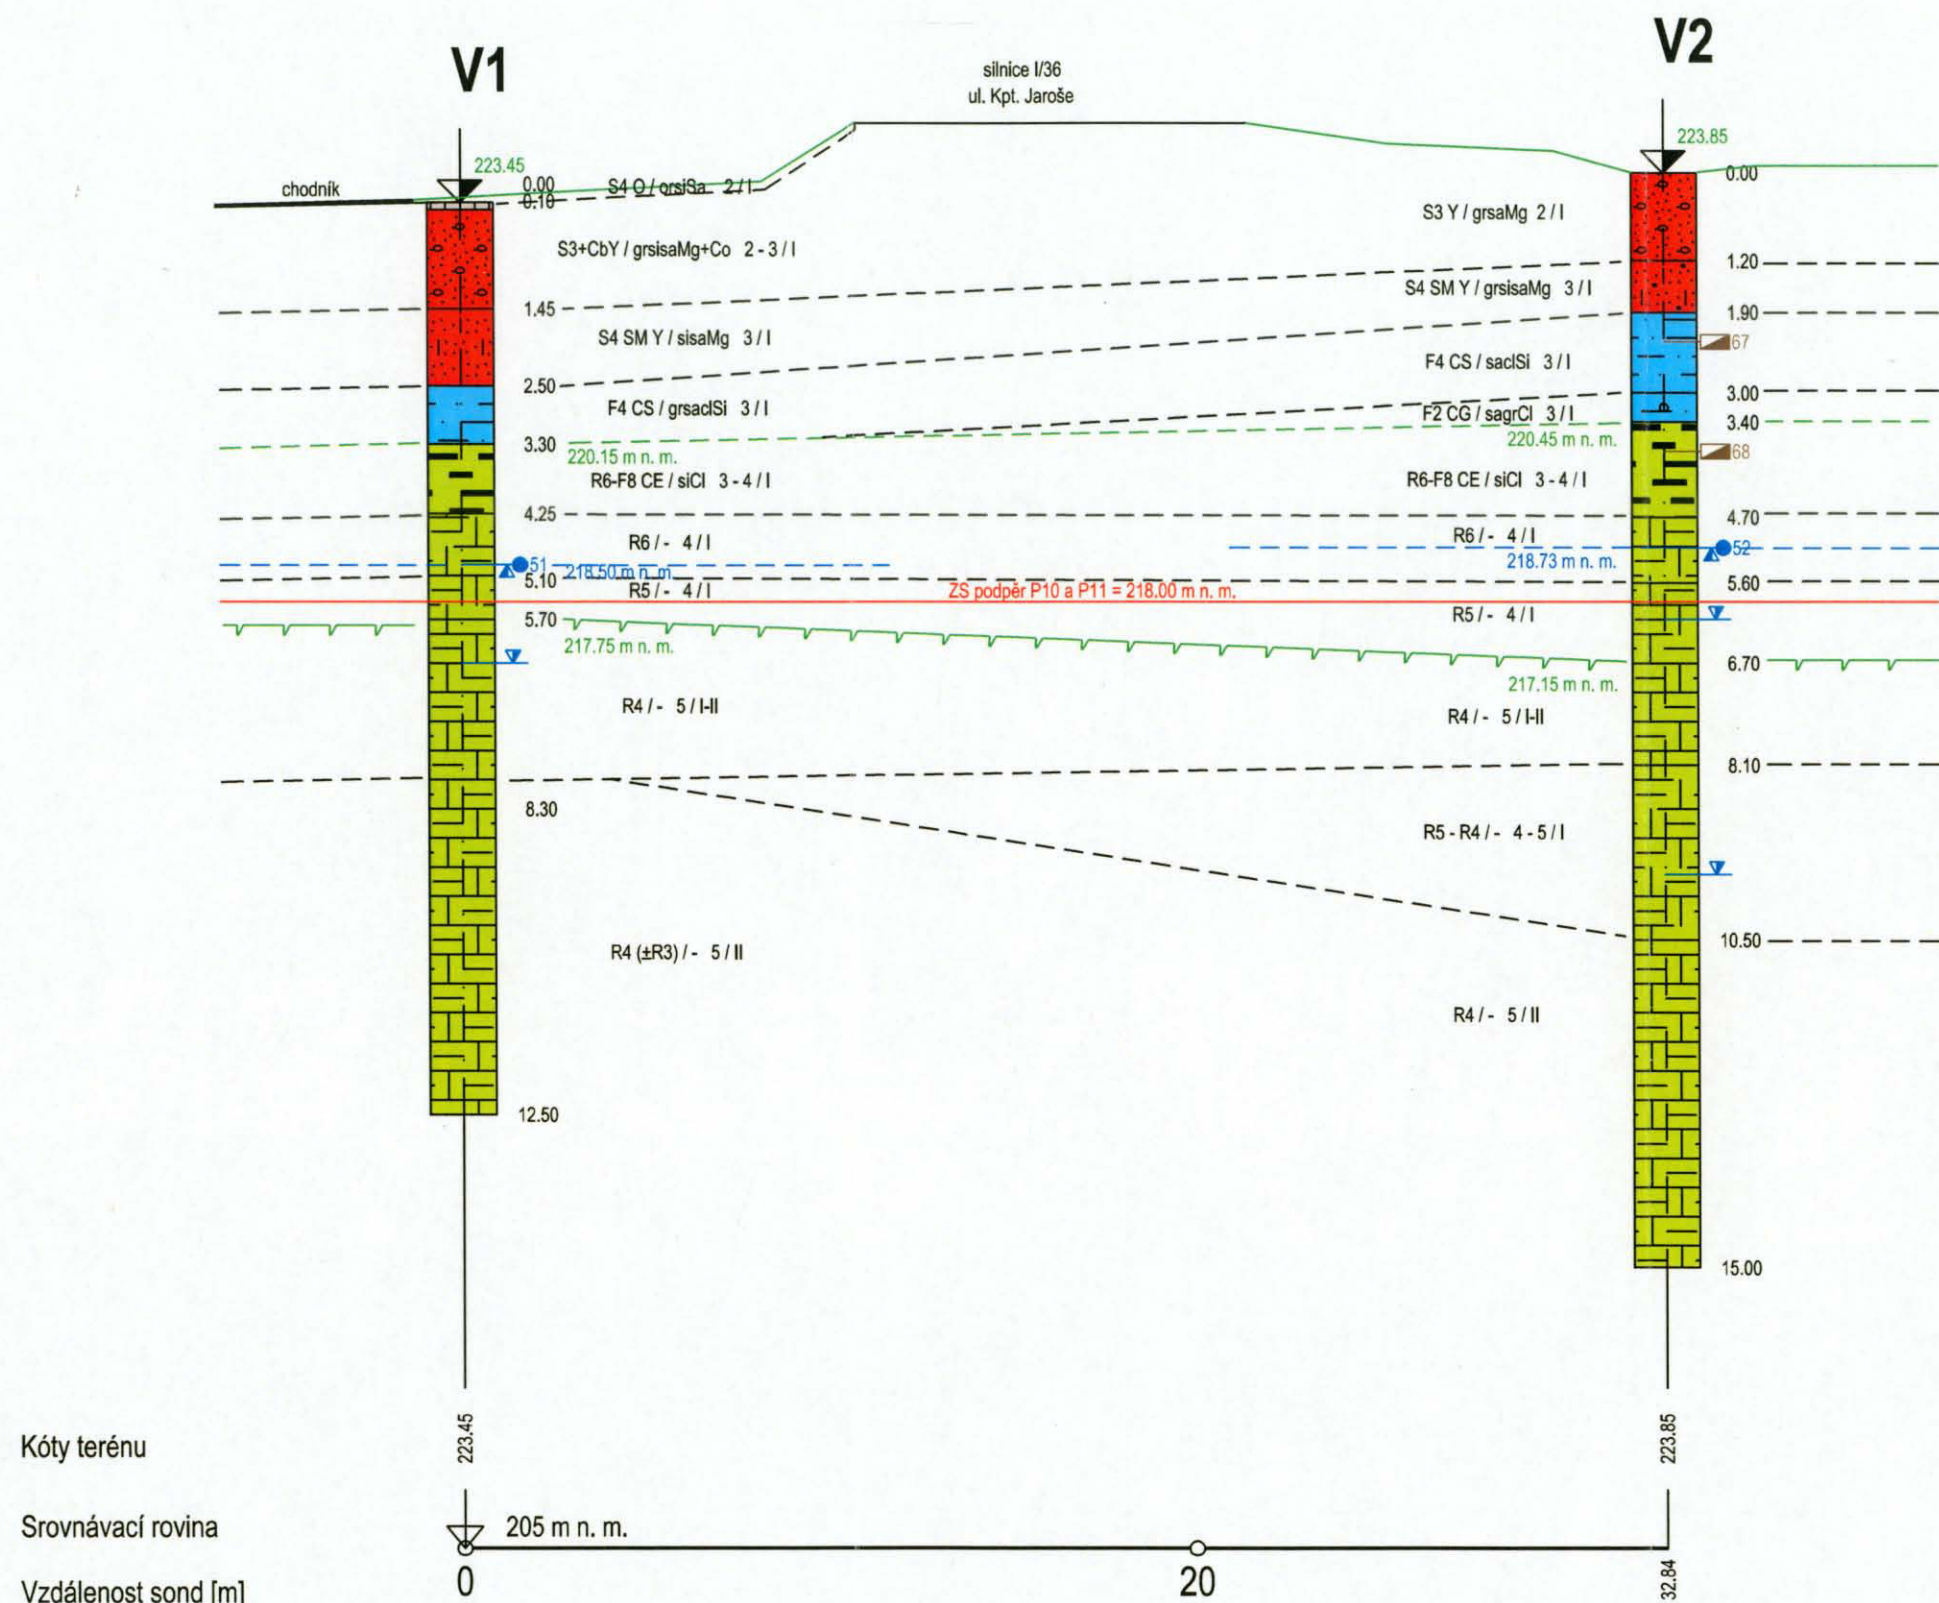 V1
V2
silnice I/36
ul. Kpt. Jaroše
223.45
223.85
chodník
0.00
0.10
S4 O / orsiSa 2 / I
0.00
S3 Y / grsaMg 2 / I
S3+CbY / grsisaMg+Co 2 - 3 / I
1.20
S4 SM Y / grsisaMg 3 / I
1.45
1.90
S4 SM Y / sisaMg 3 / I
67
F4 CS / saclSi 3 / I
2.50
3.00
F4 CS / grsaclSi 3 / I
F2 CG / sagrCl 3 / I
3.40
3.30
220.45 m n. m.
220.15 m n. m.
68
R6-F8 CE / siCl 3 - 4 / I
R6-F8 CE / siCl 3 - 4 / I
4.25
4.70
R6 / - 4 / I
R6 / - 4 / I
52
51
218.50 m n. m.
218.73 m n. m.
5.10
5.60
R5 / - 4 / I
ZS podpěr P10 a P11 = 218.00 m n. m.
R5 / - 4 / I
5.70
217.75 m n. m.
6.70
217.15 m n. m.
R4 / - 5 / I-II
R4 / - 5 / I-II
8.10
8.30
R5 - R4 / - 4 - 5 / I
10.50
R4 (±R3) / - 5 / II
R4 / - 5 / II
12.50
15.00
Kóty terénu
223.45
223.85
Srovnávací rovina
205 m n. m.
Vzdálenost sond [m]
0
20
32.84